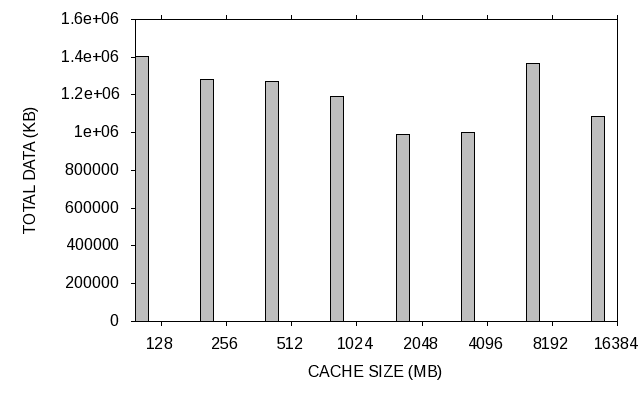 1.6e+06
1.4e+06
1.2e+06
1e+06
800000
600000
400000
200000
0
TOTAL DATA (KB)
128 256 512 1024 2048 4096 8192 16384
CACHE SIZE (MB)